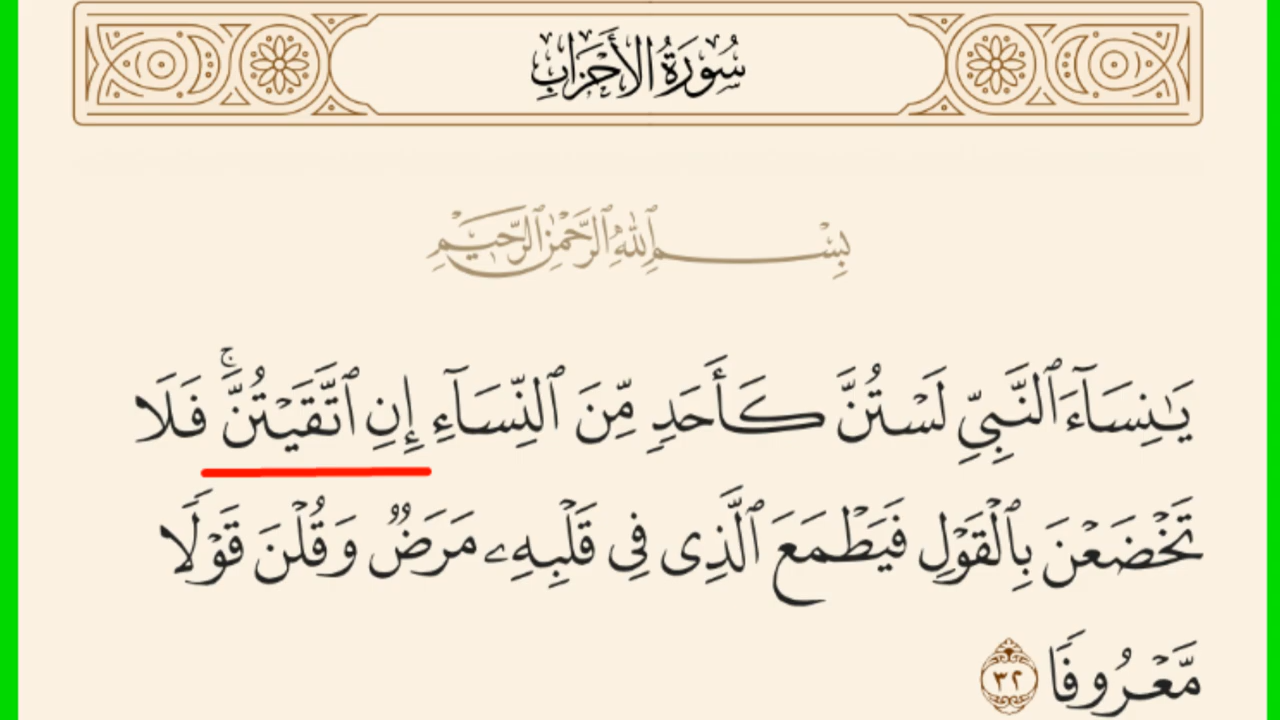 سُورَةُ الأَحۡزَابِ
بِسۡمِ ٱللَّهِ ٱلرَّحۡمَٰنِ ٱلرَّحِيمِ
يَٰنِسَآءَ ٱلنَّبِيِّ لَسۡتُنَّ كَأَحَدٖ مِّنَ ٱلنِّسَآءِ إِنِ ٱتَّقَيۡتُنَّۚ فَلَا
تَخۡضَعۡنَ بِٱلۡقَوۡلِ فَيَطۡمَعَ ٱلَّذِي فِي قَلۡبِهِۦ مَرَضٞ وَقُلۡنَ قَوۡلٗا
مَّعۡرُوفٗا ٣٢